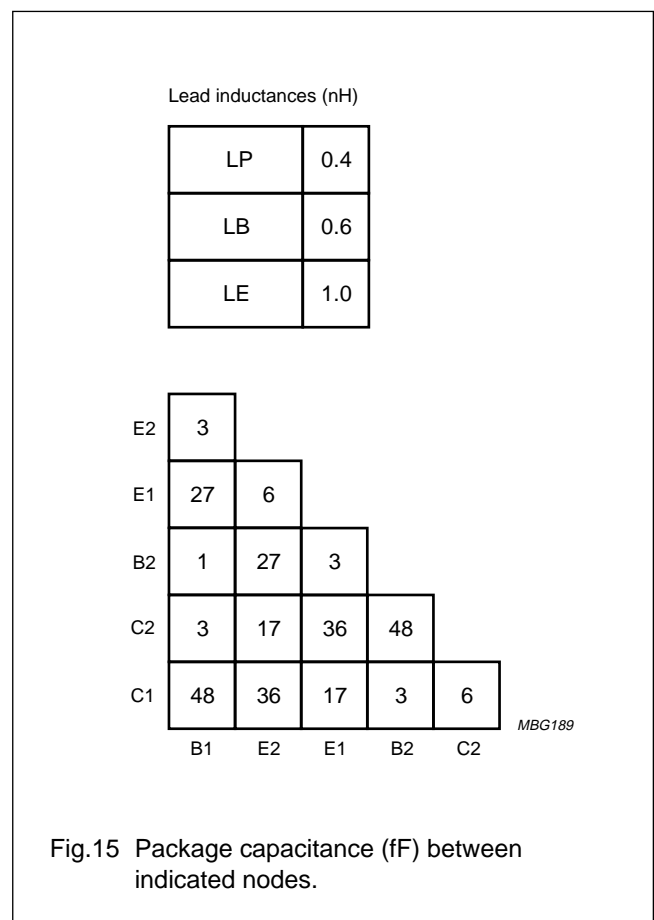 Lead inductances (nH)
LP 0.4
LB 0.6
LE 1.0
E2 3
E1 27 6
B2 1 27 3
C2 3 17 36 48
C1 48 36 17 3 6
MBG189
B1 E2 E1 B2 C2
Fig.15 Package capacitance (fF) between
indicated nodes.